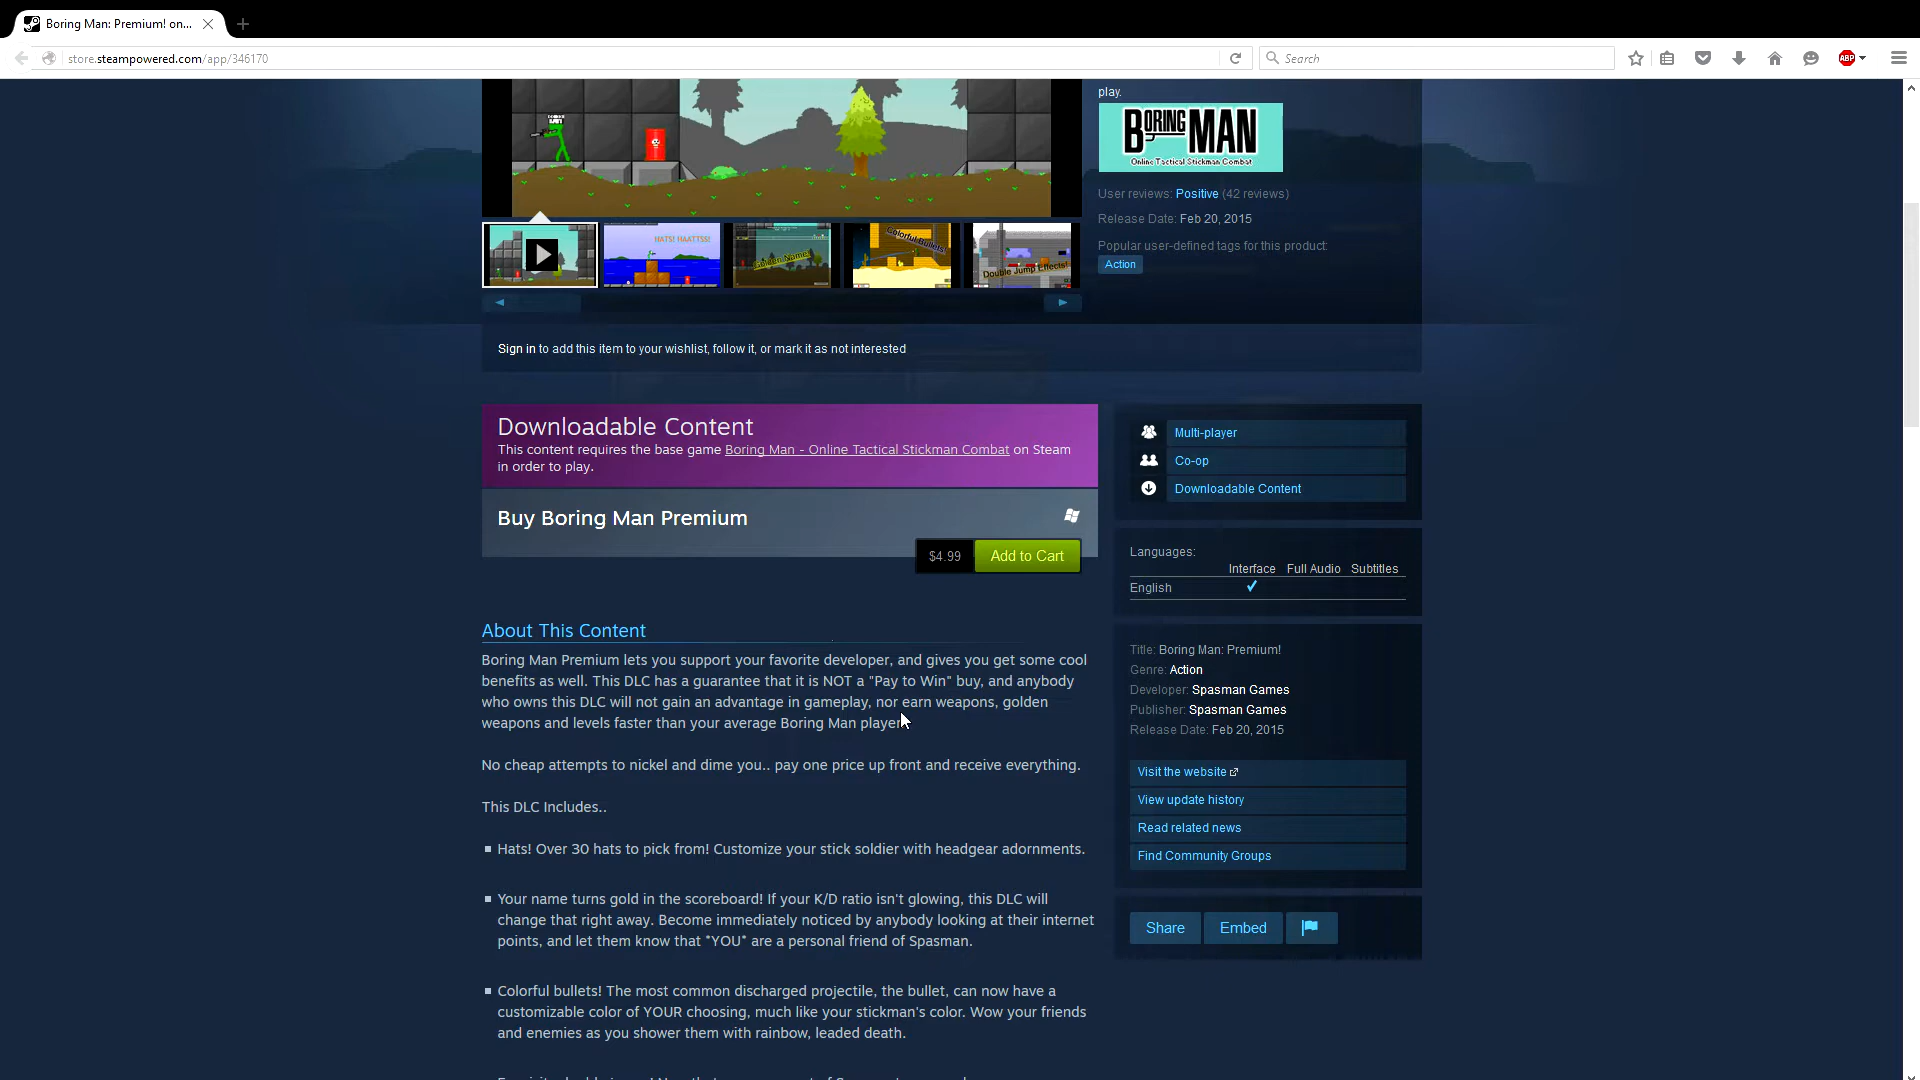 Boring Man: Premium! on...
store.steampowered.com/app/346170
Search
ABP
play.
BORING MAN
Online Tactical Stickman Combat
User reviews: Positive (42 reviews)
Release Date: Feb 20, 2015
Popular user-defined tags for this product:
Action
HATS! HAATTSS!
Golden Name!
Colorful Bullets!
Double Jump Effects!
Sign in to add this item to your wishlist, follow it, or mark it as not interested
Downloadable Content
This content requires the base game Boring Man - Online Tactical Stickman Combat on Steam
in order to play.
Buy Boring Man Premium
$4.99
Add to Cart
Multi-player
Co-op
Downloadable Content
Languages:
Interface Full Audio Subtitles
English
About This Content
Boring Man Premium lets you support your favorite developer, and gives you get some cool
benefits as well. This DLC has a guarantee that it is NOT a "Pay to Win" buy, and anybody
who owns this DLC will not gain an advantage in gameplay, nor earn weapons, golden
weapons and levels faster than your average Boring Man player
No cheap attempts to nickel and dime you.. pay one price up front and receive everything.
This DLC Includes..
Hats! Over 30 hats to pick from! Customize your stick soldier with headgear adornments.
Your name turns gold in the scoreboard! If your K/D ratio isn't glowing, this DLC will
change that right away. Become immediately noticed by anybody looking at their internet
points, and let them know that *YOU* are a personal friend of Spasman.
Colorful bullets! The most common discharged projectile, the bullet, can now have a
customizable color of YOUR choosing, much like your stickman's color. Wow your friends
and enemies as you shower them with rainbow, leaded death.
Title: Boring Man: Premium!
Genre: Action
Developer: Spasman Games
Publisher: Spasman Games
Release Date: Feb 20, 2015
Visit the website
View update history
Read related news
Find Community Groups
Share
Embed